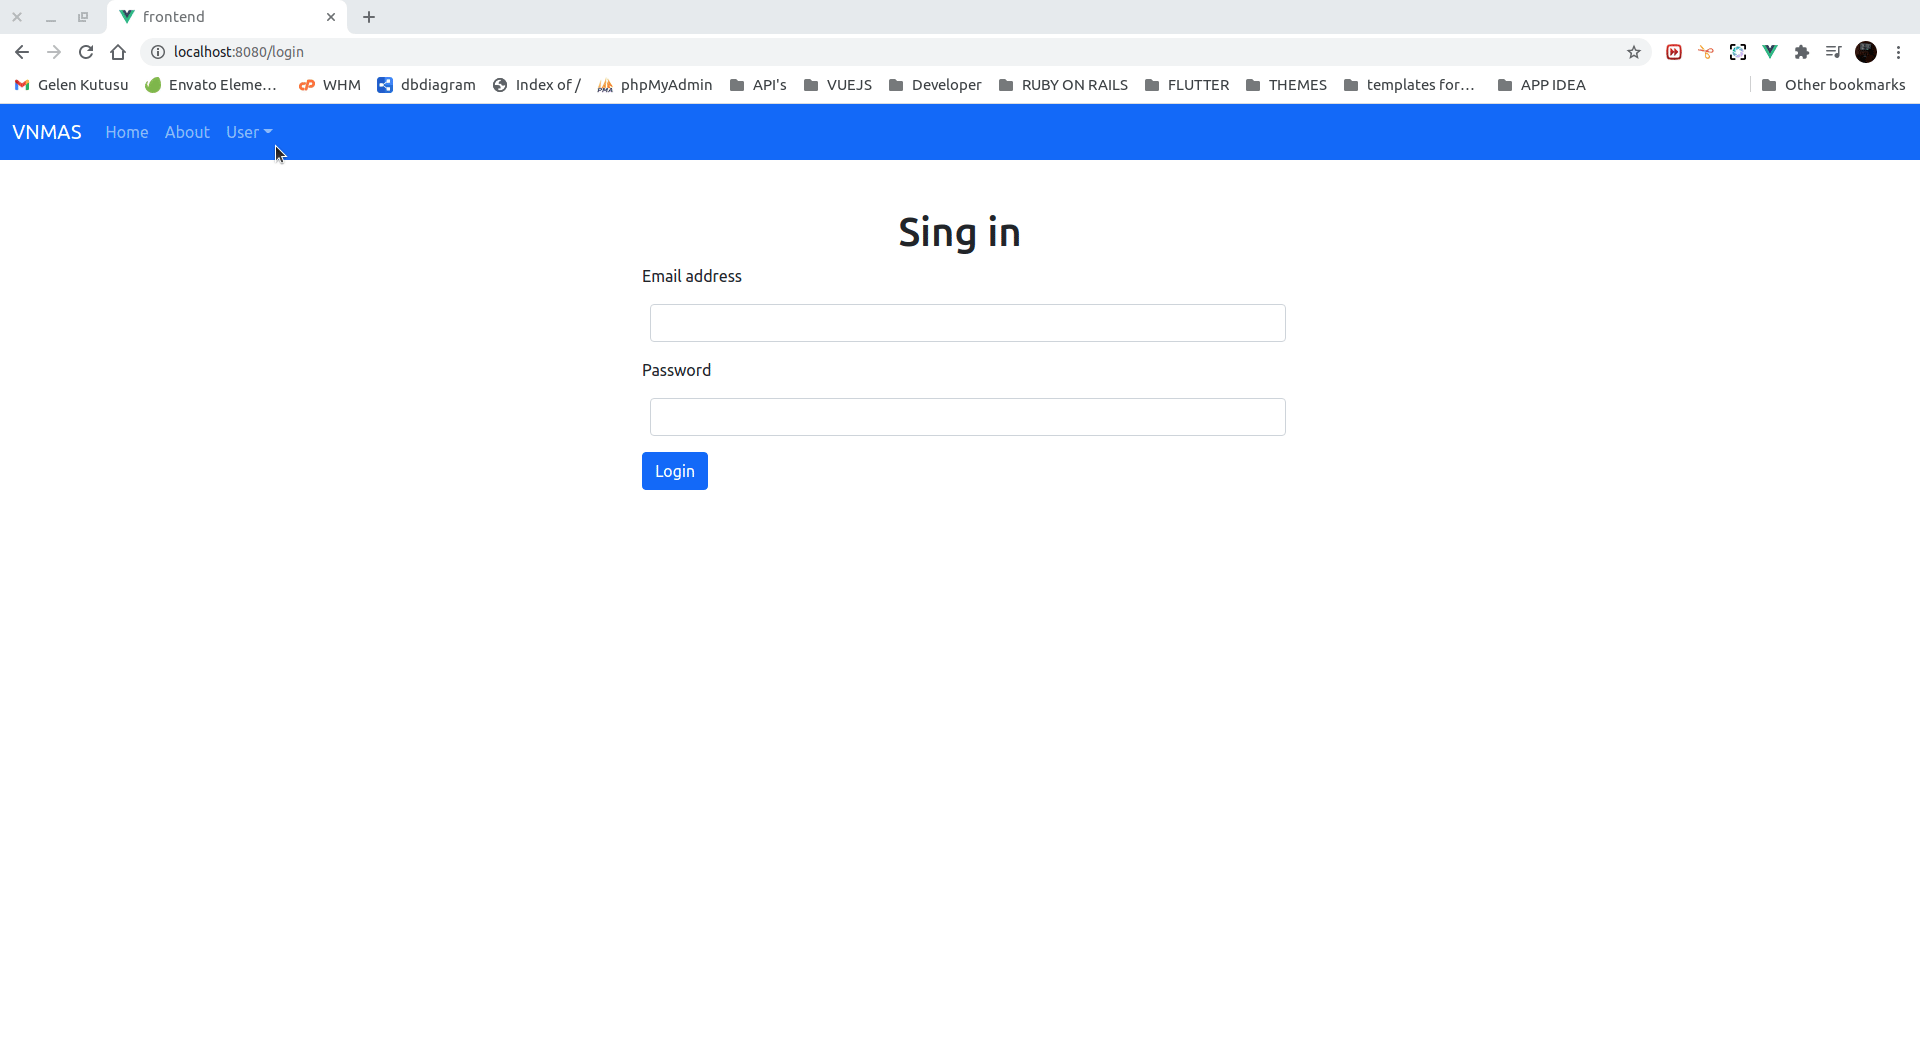 frontend
localhost:8080/login
Gelen Kutusu Envato Eleme... WHM dbdiagram Index of / phpMyAdmin API's VUEJS Developer RUBY ON RAILS FLUTTER THEMES templates for... APP IDEA Other bookmarks
VNMAS Home About User
Sing in
Email address
Password
Login